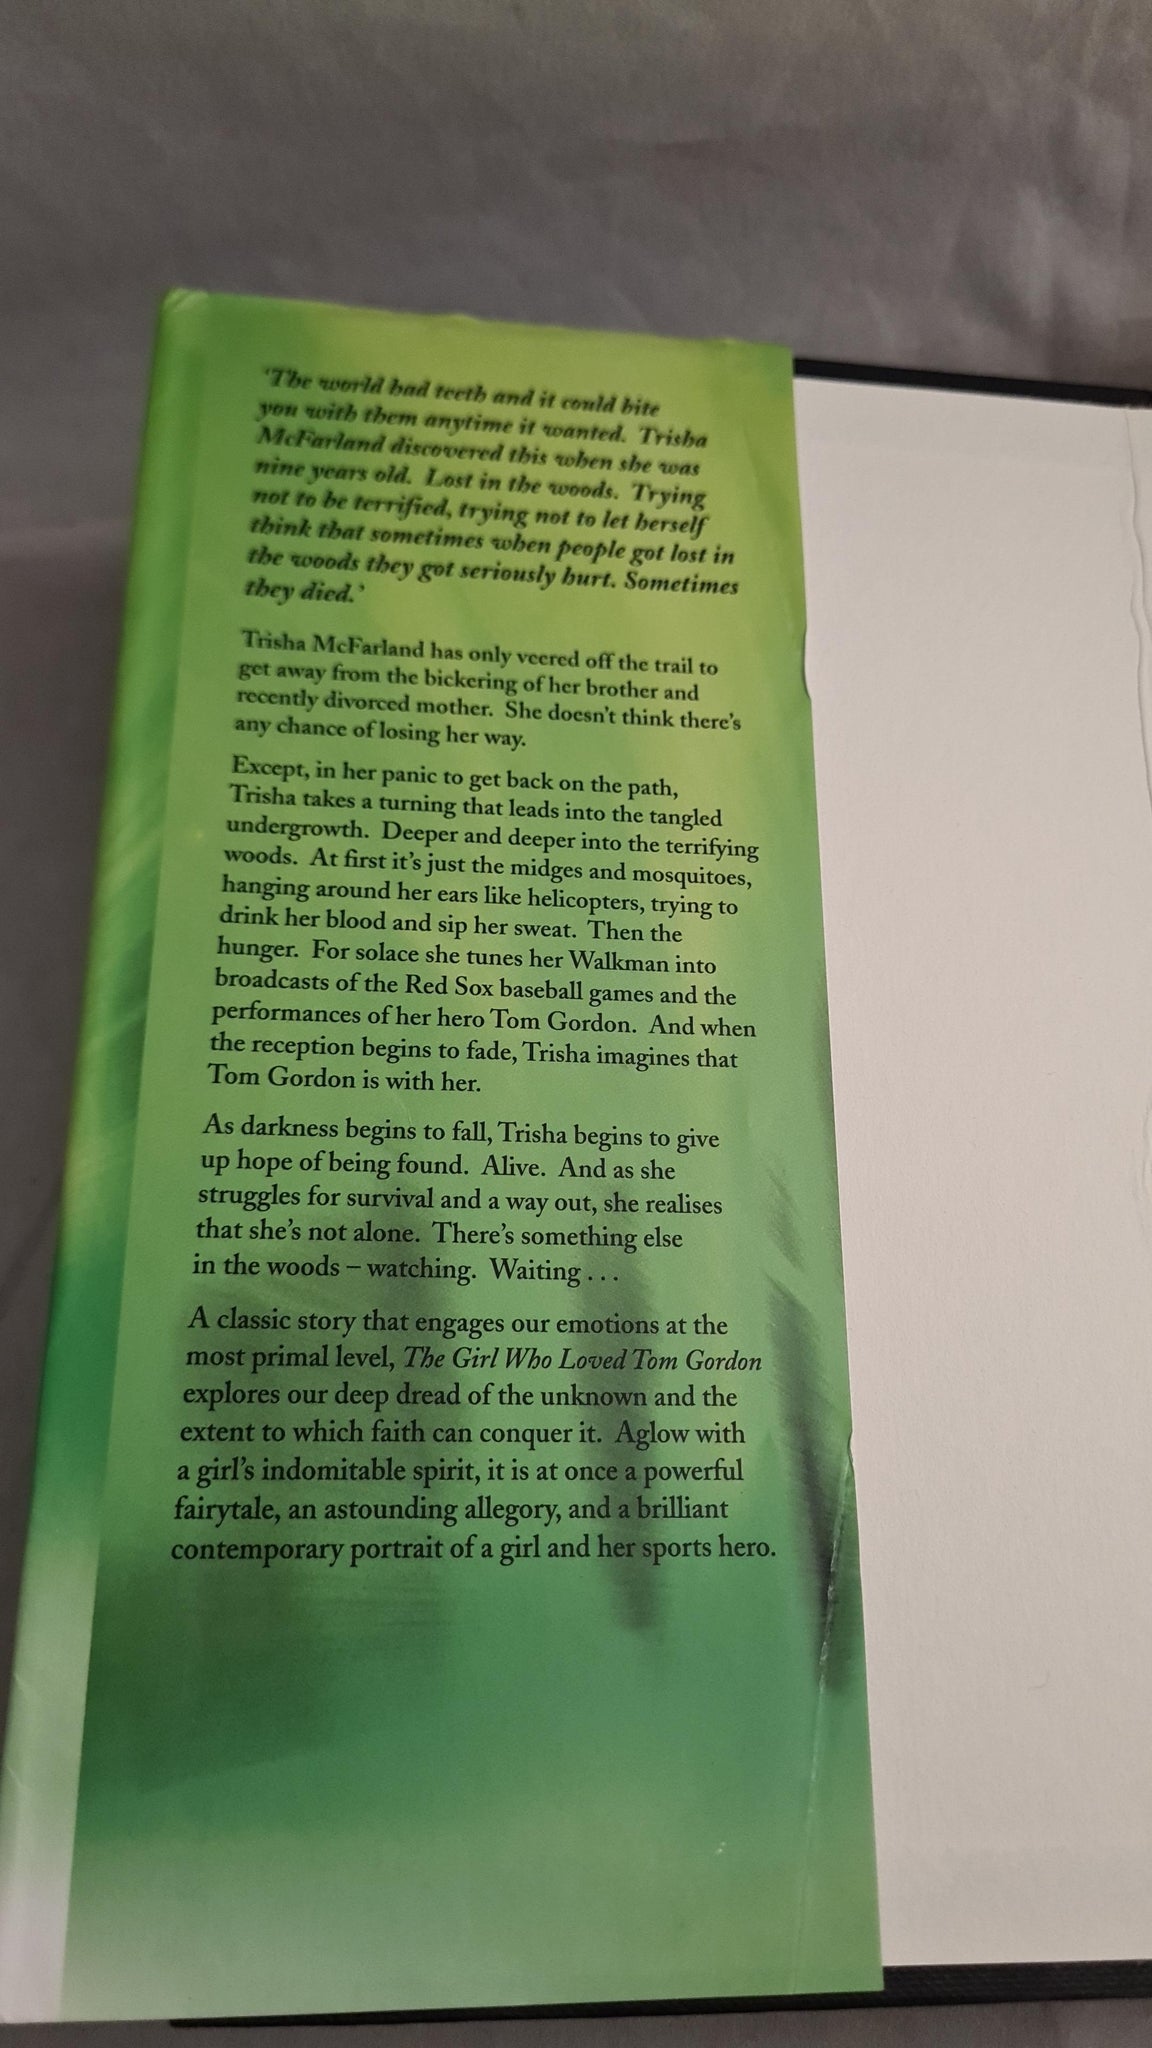 ‘The world had teeth and it could bite
you with them anytime it wanted. Trisha
McFarland discovered this when she was
nine years old. Lost in the woods. Trying
not to be terrified, trying not to let herself
think that sometimes when people got lost in
the woods they got seriously hurt. Sometimes
they died.’
Trisha McFarland has only veered off the trail to
get away from the bickering of her brother and
recently divorced mother. She doesn’t think there’s
any chance of losing her way.
Except, in her panic to get back on the path,
Trisha takes a turning that leads into the tangled
undergrowth. Deeper and deeper into the terrifying
woods. At first it’s just the midges and mosquitoes,
hanging around her ears like helicopters, trying to
drink her blood and sip her sweat. Then the
hunger. For solace she tunes her Walkman into
broadcasts of the Red Sox baseball games and the
performances of her hero Tom Gordon. And when
the reception begins to fade, Trisha imagines that
Tom Gordon is with her.
As darkness begins to fall, Trisha begins to give
up hope of being found. Alive. And as she
struggles for survival and a way out, she realises
that she’s not alone. There’s something else
in the woods – watching. Waiting . . .
A classic story that engages our emotions at the
most primal level, The Girl Who Loved Tom Gordon
explores our deep dread of the unknown and the
extent to which faith can conquer it. Aglow with
a girl’s indomitable spirit, it is at once a powerful
fairytale, an astounding allegory, and a brilliant
contemporary portrait of a girl and her sports hero.